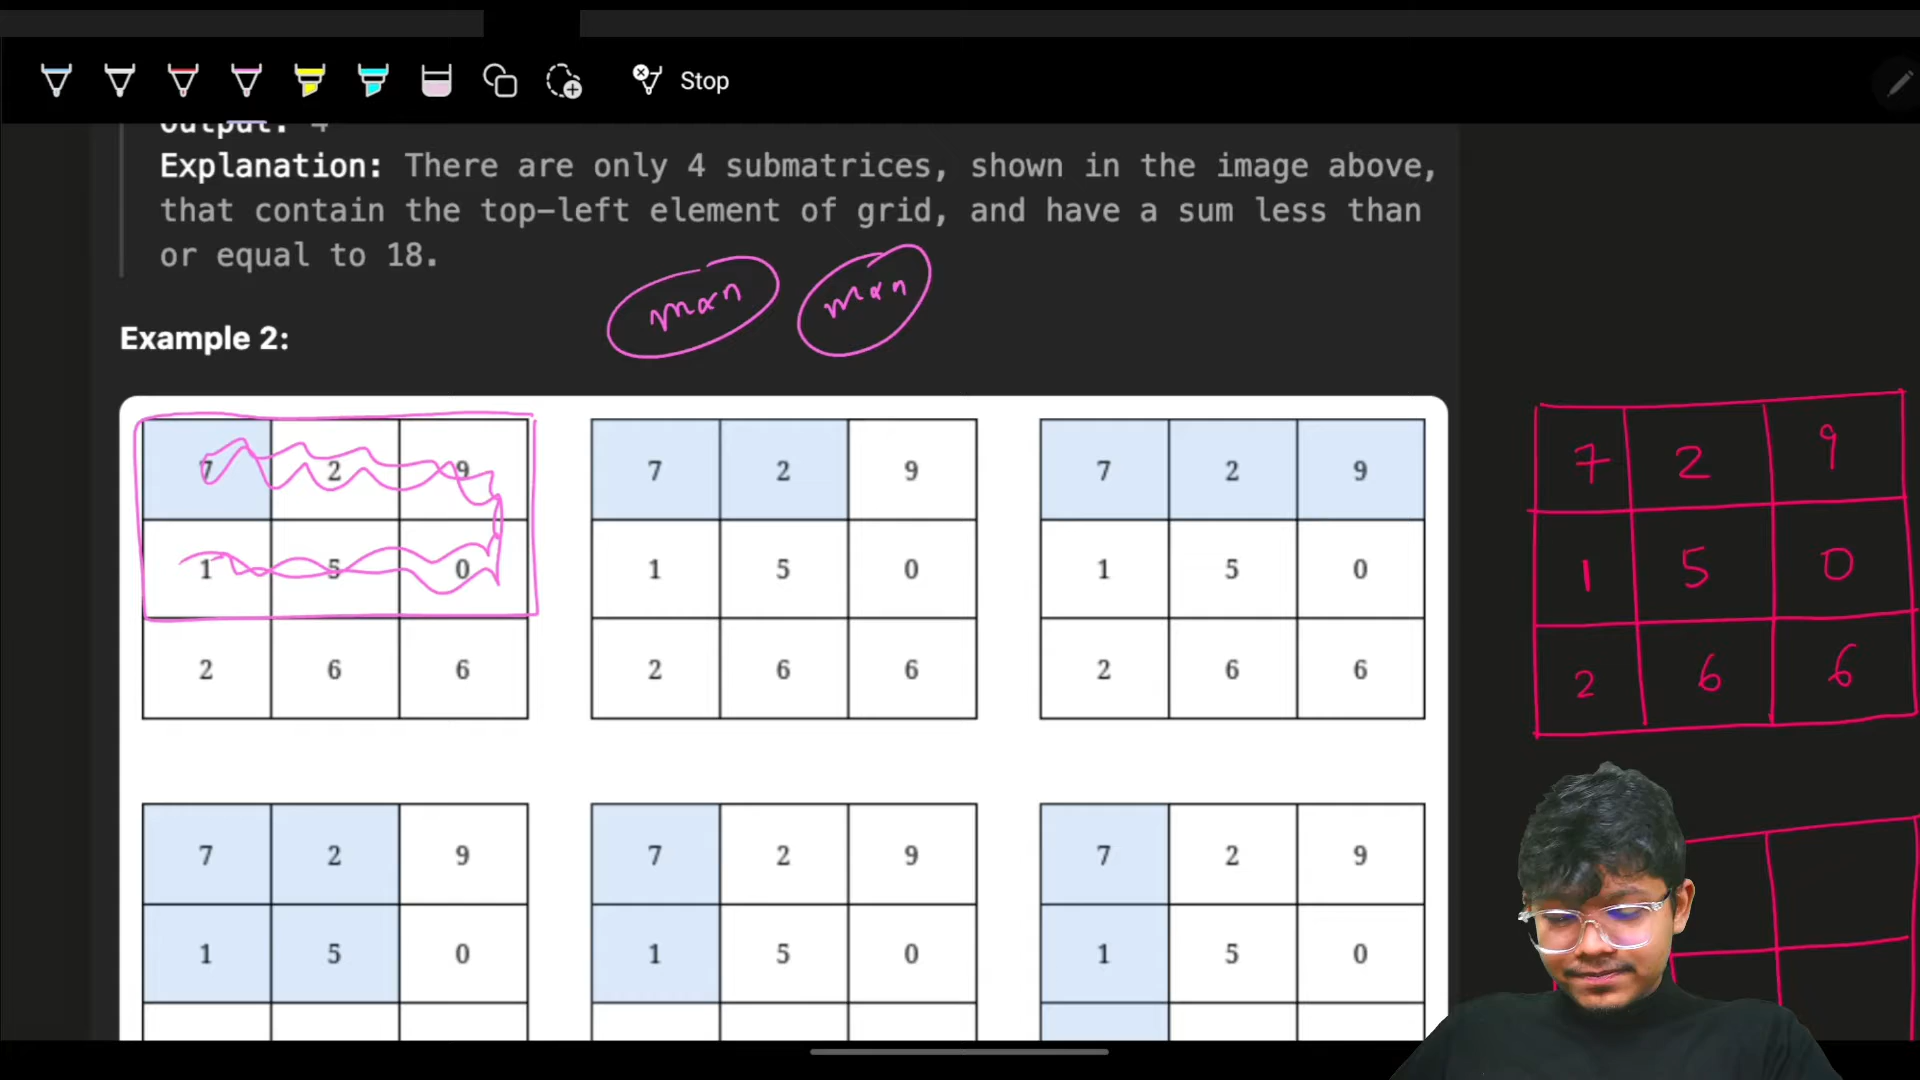 Stop
Output: 4
Explanation: There are only 4 submatrices, shown in the image above,
that contain the top-left element of grid, and have a sum less than
or equal to 18.
mxn mxn
Example 2:
7 2 9 7 2 9 7 2 9 7 2 9
1 5 0 1 5 0 1 5 0 1 5 0
2 6 6 2 6 6 2 6 6 2 6 6
7 2 9 7 2 9 7 2 9
1 5 0 1 5 0 1 5 0